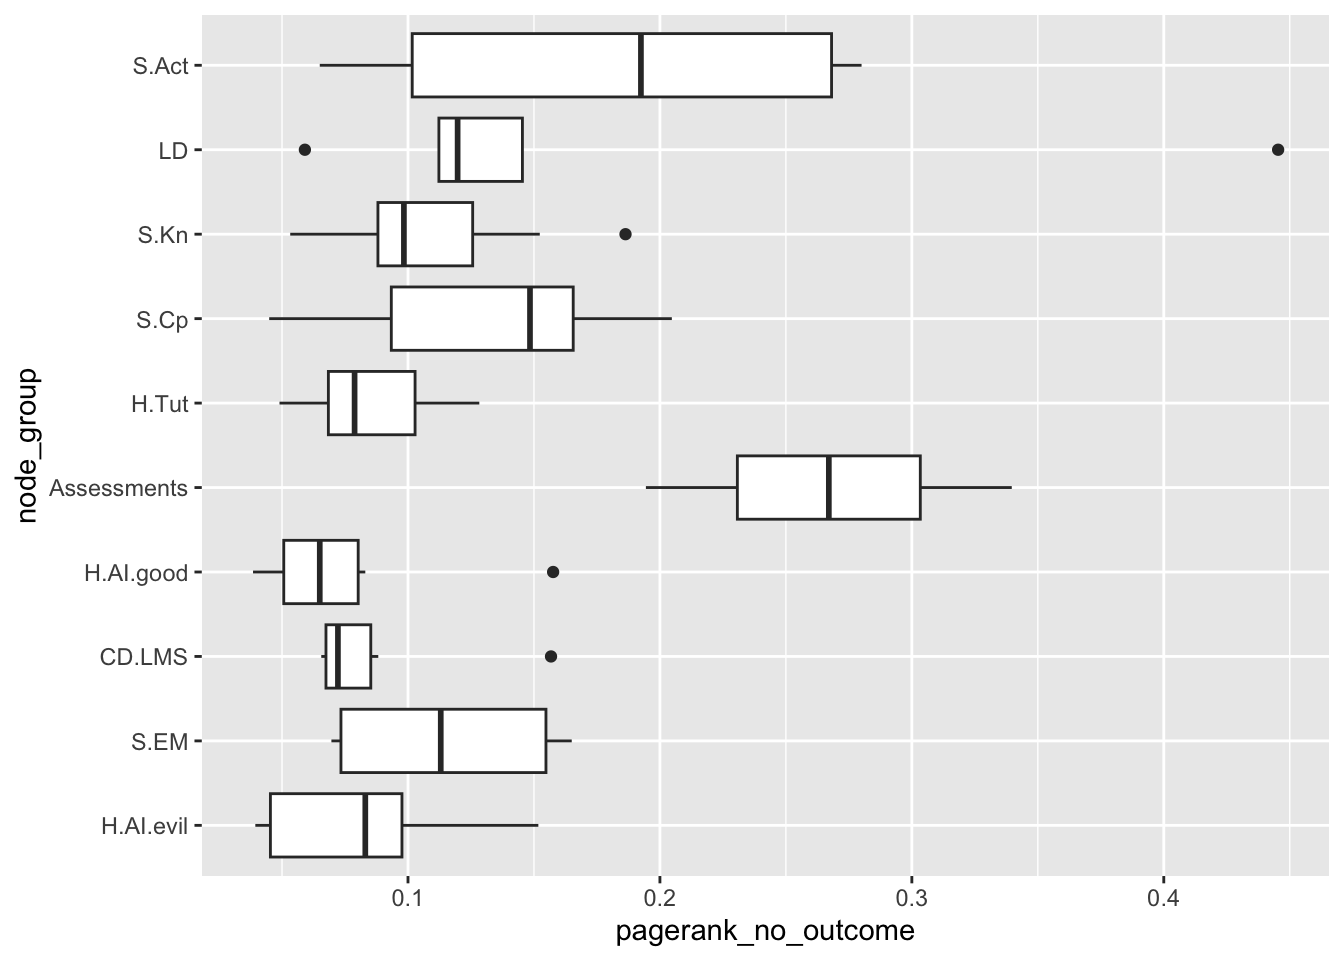 S.Act
LD
S.Kn
S.Cp
H.Tut
Assessments
H.AI.good
CD.LMS
S.EM
H.AI.evil
node_group
0.1 0.2 0.3 0.4
pagerank_no_outcome